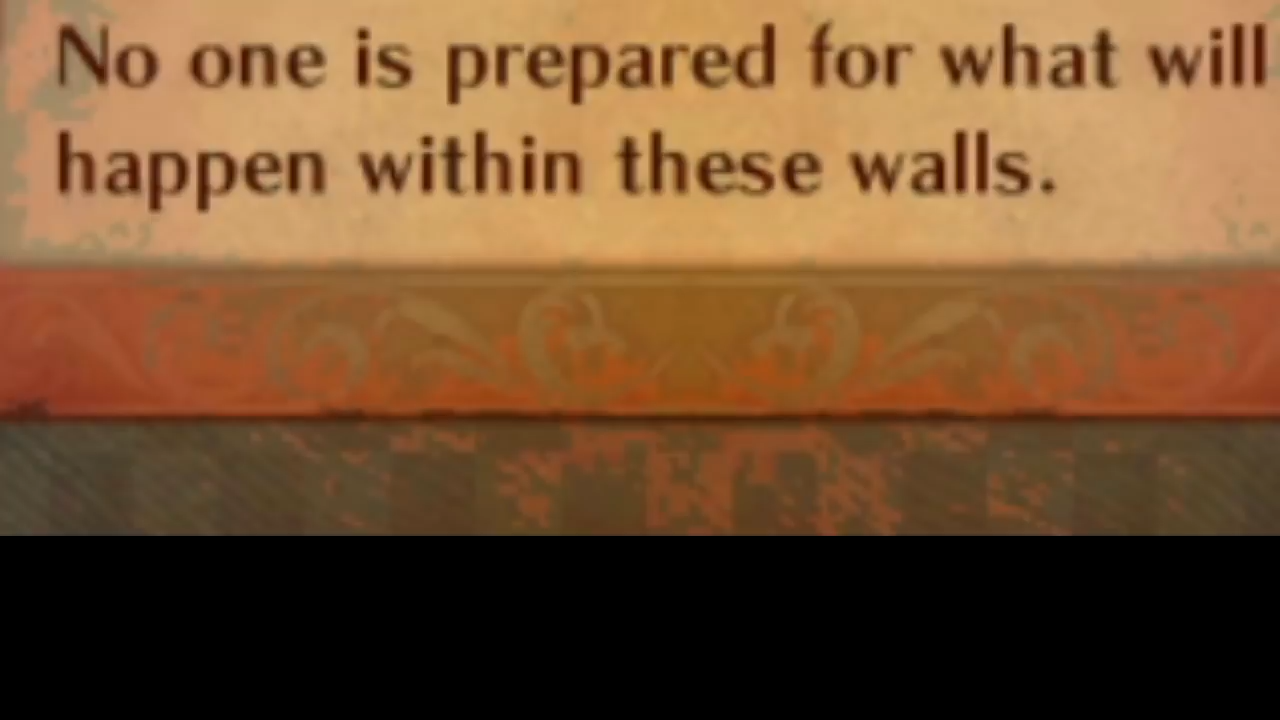 No one is prepared for what will
happen within these walls.